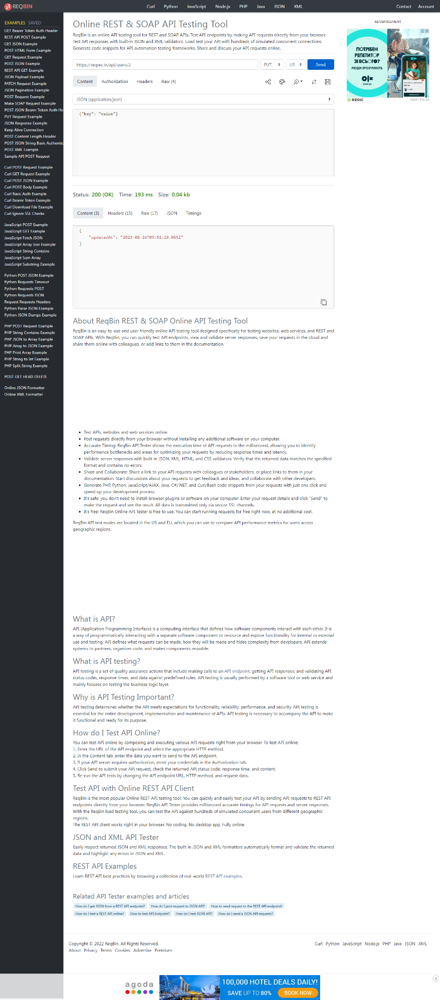 REQBIN
Curl Python JavaScript Node.js PHP Java JSON XML
Contact Account
EXAMPLES SAVED
GET Bearer Token Auth Header
REST API POST Example
GET JSON Example
POST HTML Form Example
GET Request Example
POST JSON Example
REST API GET Example
JSON Payload Example
PATCH Request Example
JSON Pagination Example
POST Request Example
Make SOAP Request Example
POST JSON Bearer Token Auth He
PUT Request Example
JSON Response Example
Keep Alive Connection
POST Content Length Header
POST JSON String Basic Authentic
POST XML Example
Sample API POST Request
Curl POST Request Example
Curl GET Request Example
Curl POST JSON Example
Curl POST Body Example
Curl Basic Auth Example
Curl Bearer Token Example
Curl Download File Example
Curl Ignore SSL Checks
JavaScript POST Example
JavaScript GET Example
JavaScript Fetch JSON
JavaScript Array Join Example
JavaScript String Contains
JavaScript Sum Array
JavaScript Substring Example
Python POST JSON Example
Python Requests Timeout
Python Requests POST
Python Requests JSON
Request Requests Headers
Python Parse JSON Example
Python JSON Dumps Example
PHP POST Request Example
PHP String Contains Example
PHP JSON to Array Example
PHP Array to JSON Example
PHP Print Array Example
PHP String to Int Example
PHP Split String Example
POST GET HEAD DELETE
Online JSON Formatter
Online XML Formatter
Online REST & SOAP API Testing Tool
ReqBin is an online API testing tool for REST and SOAP APIs. Test API endpoints by making API requests directly from your browser.
Test API responses with built-in JSON and XML validators. Load test your API with hundreds of simulated concurrent connections.
Generate code snippets for API automation testing frameworks. Share and discuss your API requests online.
https://reqres.in/api/users/2 PUT US Send
Content Authorization Headers Raw (4)
JSON (application/json)
{"key": "value"}
Status: 200 (OK) Time: 193 ms Size: 0.04 kb
Content (3) Headers (15) Raw (17) JSON Timings
{
"updatedAt": "2023-08-24T09:51:18.065Z"
}
About ReqBin REST & SOAP Online API Testing Tool
ReqBin is an easy-to-use and user-friendly online API testing tool designed specifically for testing websites, web services, and REST and
SOAP APIs. With ReqBin, you can quickly test API endpoints, view and validate server responses, save your requests in the cloud and
share them online with colleagues, or add links to them in the documentation.
• Test APIs, websites and web services online.
• Post requests directly from your browser without installing any additional software on your computer.
• Accurate Timing: ReqBin API Tester shows the execution time of API requests to the millisecond, allowing you to identify
performance bottlenecks and areas for optimizing your requests by reducing response times and latency.
• Validate server responses with built-in JSON, XML, HTML, and CSS validators. Verify that the returned data matches the specified
format and contains no errors.
• Share and Collaborate: Share a link to your API requests with colleagues or stakeholders, or place links to them in your
documentation. Start discussions about your requests to get feedback and ideas, and collaborate with other developers.
• Generate PHP, Python, JavaScript/AJAX, Java, C#/.NET, and Curl/Bash code snippets from your requests with just one click and
speed up your development process.
• It's safe: you don't need to install browser plugins or software on your computer. Enter your request details and click "Send" to
make the request and see the result. All data is transmitted only via secure SSL channels.
• It's free: ReqBin Online API Tester is free to use. You can start running requests for free right now, at no additional cost.
ReqBin API test nodes are located in the US and EU, which you can use to compare API performance metrics for users across
geographic regions.
What is API?
API (Application Programming Interface) is a computing interface that defines how software components interact with each other. It is
a way of programmatically interacting with a separate software component or resource and expose functionality for internal or external
use and testing. API defines what requests can be made, how they will be made and hides complexity from developers. API extends
systems to partners, organizes code, and makes components reusable.
What is API testing?
API testing is a set of quality assurance actions that include making calls to an API endpoint, getting API responses, and validating API
status codes, response times, and data against predefined rules. API testing is usually performed by a software tool or web service and
mainly focuses on testing the business logic layer.
Why is API Testing Important?
API testing determines whether the API meets expectations for functionality, reliability, performance, and security. API testing is
essential for the entire development, implementation and maintenance of APIs. API testing is necessary to accompany the API to make
it functional and ready for its purpose.
How do I Test API Online?
You can test API online by composing and executing various API requests right from your browser. To test API online:
1. Enter the URL of the API endpoint and select the appropriate HTTP method.
2. In the Content tab, enter the data you want to send to the API endpoint.
3. If your API server requires authorization, enter your credentials in the Authorization tab.
4. Click Send to submit your API request, check the returned API status code, response time, and content.
5. Re-run the API tests by changing the API endpoint URL, HTTP method, and request data.
Test API with Online REST API Client
ReqBin is the most popular Online REST API testing tool. You can quickly and easily test your API by sending API requests to REST API
endpoints directly from your browser. ReqBin API Tester provides millisecond accurate timings for API requests and server responses.
With the ReqBin load testing tool, you can test the API against hundreds of simulated concurrent users from different geographic
regions.
The REST API client works right in your browser. No coding. No desktop app. Fully online.
JSON and XML API Tester
Easily inspect returned JSON and XML responses. The built-in JSON and XML formatters automatically format and validate the returned
data and highlight any errors in JSON and XML.
REST API Examples
Learn REST API best practices by browsing a collection of real-world REST API examples.
Related API Tester examples and articles
How do I get JSON from a REST API endpoint? How do I post request to JSON API? How to send request to the REST API endpoint?
How do I test a REST API online? How to test API Endpoint? How do I test JSON API? How do I send a JSON API requests?
ADVERTISEMENT
ПОТРІБЕН
РЕПЕТИТОР
ЗІ ВСЬОГО?
ЛЮДИ ЗРОЗУМІЮТЬ
olx
ЗНАЙ ДЕ
ezoic report this ad
Copyright © 2022 ReqBin. All Rights Reserved.
About Privacy Terms Cookies Advertise Premium
Curl Python JavaScript Node.js PHP Java JSON XML
agoda
100,000 HOTEL DEALS DAILY!
SAVE UP TO 80% BOOK NOW
X